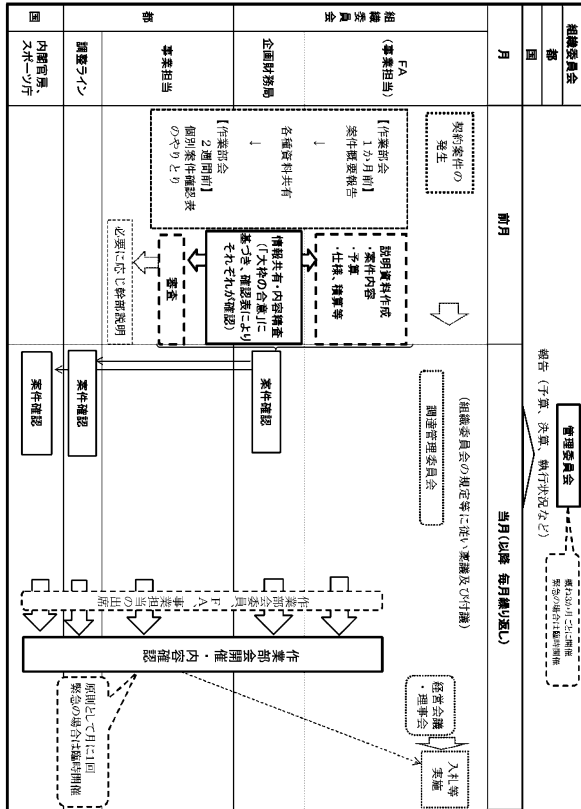 組織委員会
都
国
管理委員会
概ね3か月ごとに開催
緊急の場合は臨時開催
報告（予算、決算、執行状況など）
月
前月
当月（以降　毎月繰り返し）
組織委員会
都
国
FA
（事業担当）
企画財務局
事業担当
調整ライン
内閣官房、
スポーツ庁
契約案件の
発生
【作業部会
１か月前】
案件概要報告
↓
各種資料共有
↓
【作業部会
２週間前】
個別案件確認表
のやりとり
説明資料作成
・案件内容
・予算
・仕様、積算等
情報共有・内容精査
（「大枠の合意」に
基づき、確認表により
それぞれが確認）
審査
必要に応じ幹部説明
（組織委員会の規定等に従い稟議及び付議）
調達管理委員会
案件確認
案件確認
案件確認
作業部会委員、FA、事業担当の出席
作業部会開催・内容確認
原則として月に1回
緊急の場合は臨時開催
経営会議
・理事会
入札等
実施